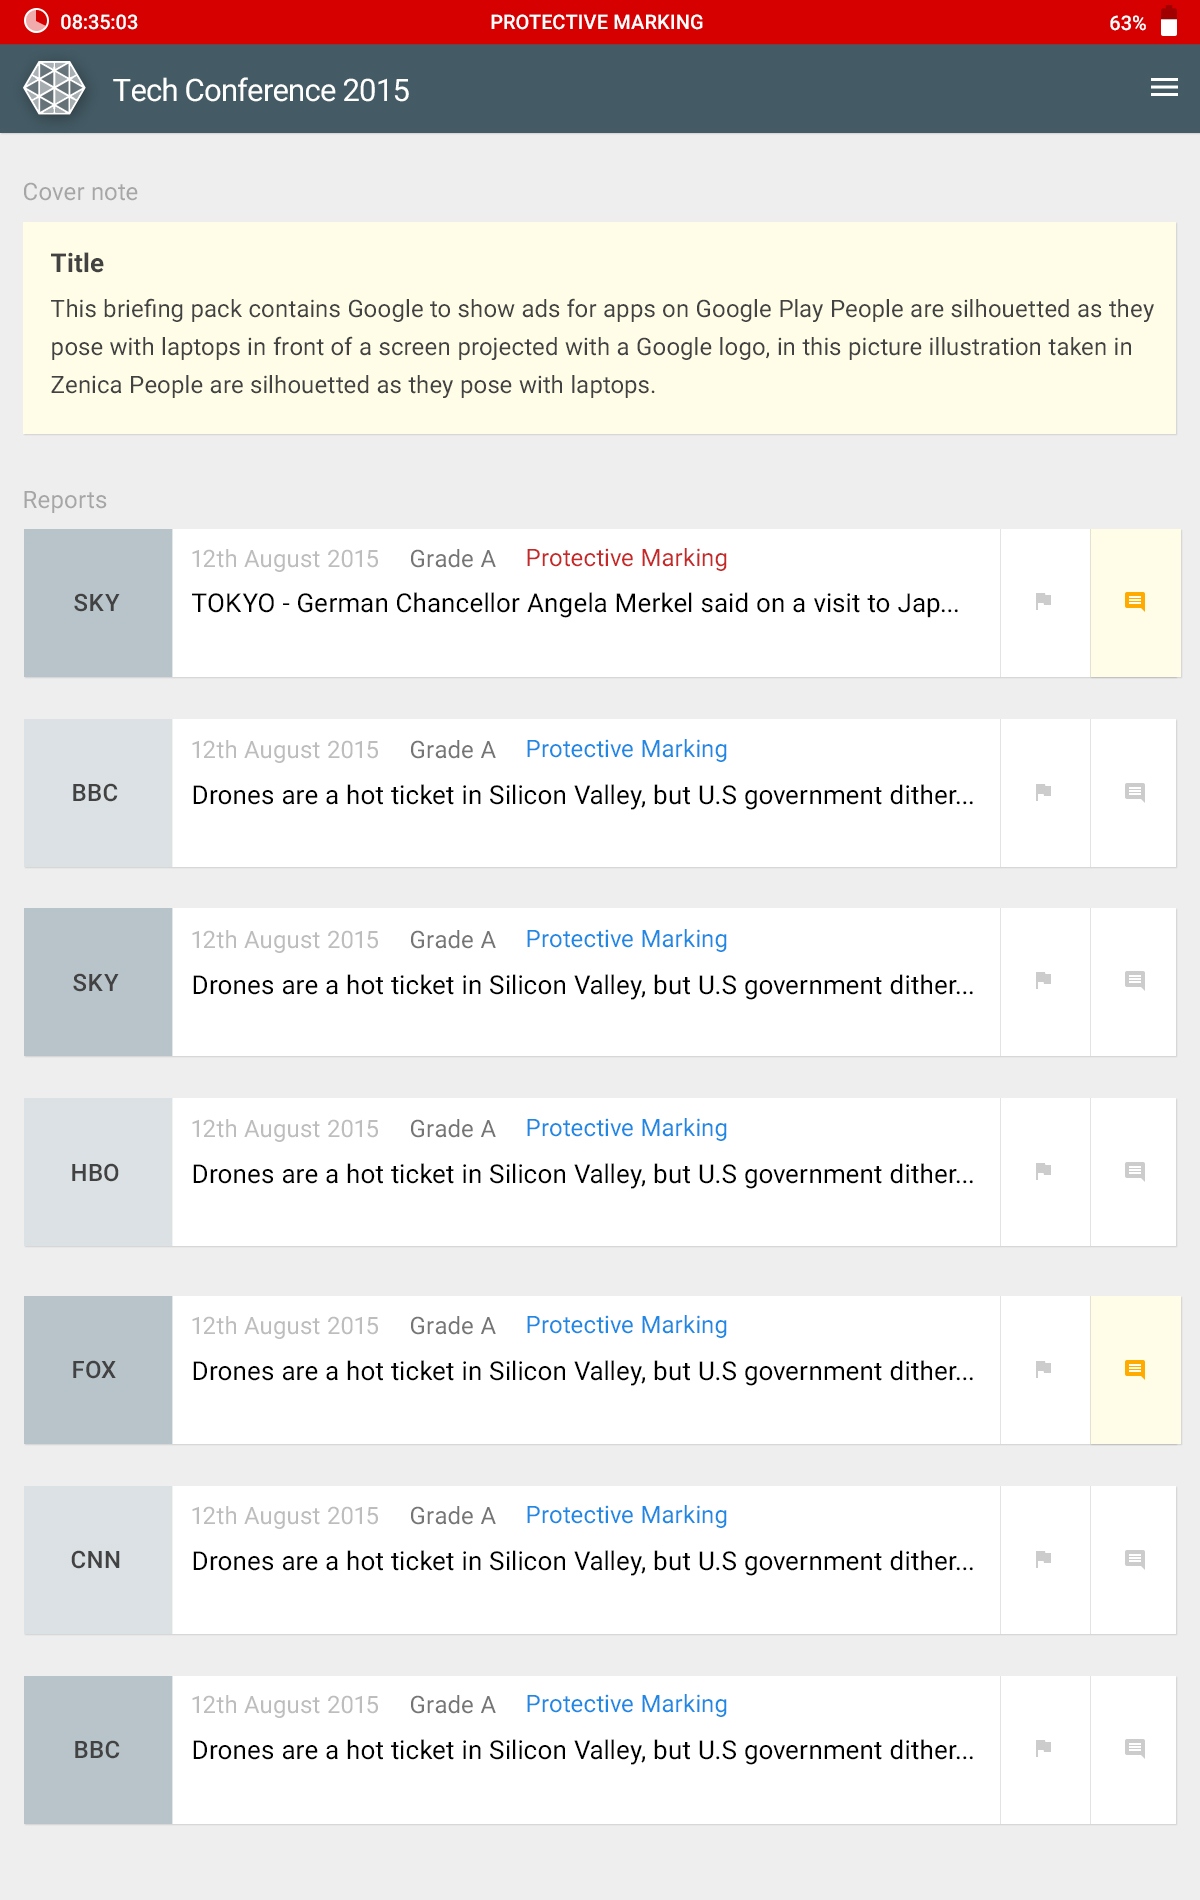 08:35:03 PROTECTIVE MARKING 63%
Tech Conference 2015
Cover note
Title
This briefing pack contains Google to show ads for apps on Google Play People are silhouetted as they
pose with laptops in front of a screen projected with a Google logo, in this picture illustration taken in
Zenica People are silhouetted as they pose with laptops.
Reports
SKY
12th August 2015 Grade A Protective Marking
TOKYO - German Chancellor Angela Merkel said on a visit to Jap...
BBC
12th August 2015 Grade A Protective Marking
Drones are a hot ticket in Silicon Valley, but U.S government dither...
SKY
12th August 2015 Grade A Protective Marking
Drones are a hot ticket in Silicon Valley, but U.S government dither...
HBO
12th August 2015 Grade A Protective Marking
Drones are a hot ticket in Silicon Valley, but U.S government dither...
FOX
12th August 2015 Grade A Protective Marking
Drones are a hot ticket in Silicon Valley, but U.S government dither...
CNN
12th August 2015 Grade A Protective Marking
Drones are a hot ticket in Silicon Valley, but U.S government dither...
BBC
12th August 2015 Grade A Protective Marking
Drones are a hot ticket in Silicon Valley, but U.S government dither...